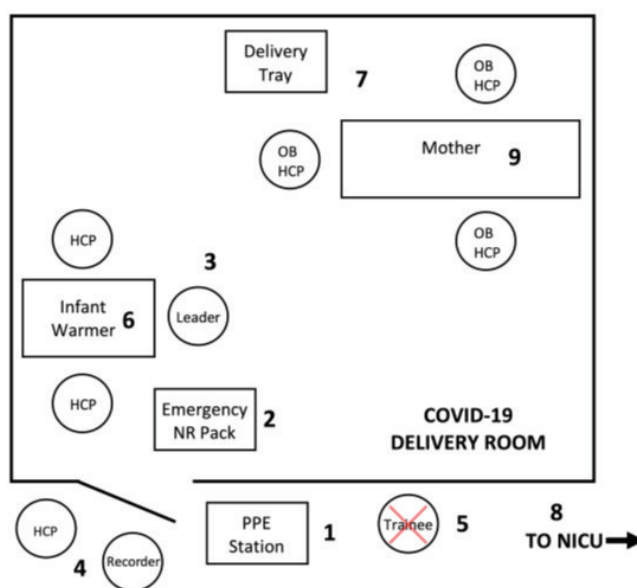 Delivery
Tray
7
OB
HCP
OB
HCP
Mother
9
OB
HCP
HCP
3
Infant
Warmer
6
Leader
HCP
Emergency
NR Pack
2
COVID-19
DELIVERY ROOM
HCP
4
Recorder
PPE
Station
1
Trainee
5
8
TO NICU